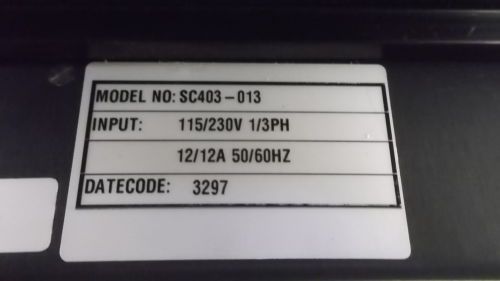 MODEL NO: SC403-013
INPUT: 115/230V 1/3PH
12/12A 50/60HZ
DATECODE: 3297